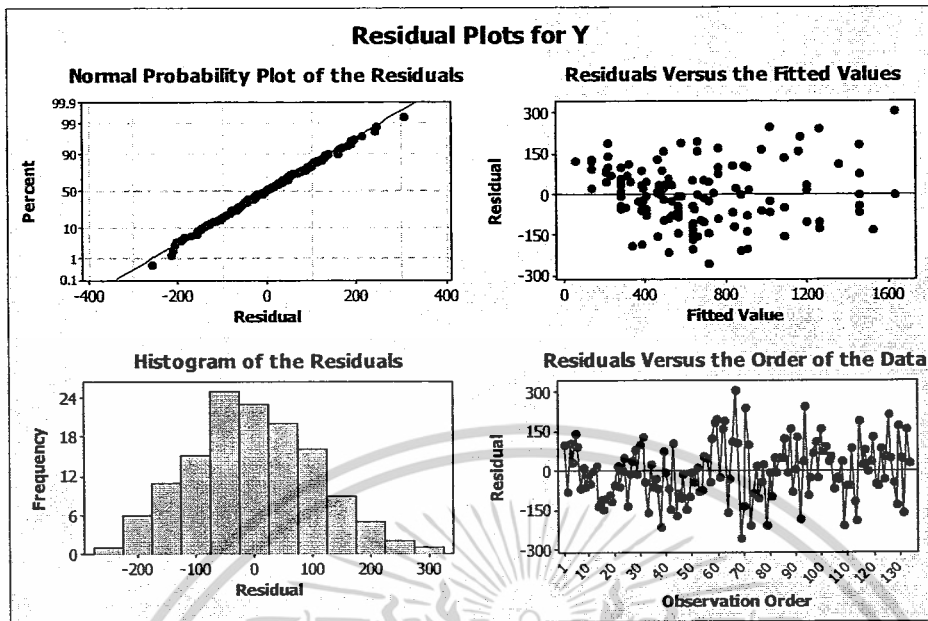 Residual Plots for Y
Normal Probability Plot of the Residuals
Percent
99.9
99
90
50
10
1
0.1
-400 -200 0 200 400
Residual
Residuals Versus the Fitted Values
Residual
300
150
0
-150
-300
0 400 800 1200 1600
Fitted Value
Histogram of the Residuals
Frequency
24
18
12
6
0
-200 -100 0 100 200 300
Residual
Residuals Versus the Order of the Data
Residual
300
150
0
-150
-300
1 10 20 30 40 50 60 70 80 90 100 110 120 130
Observation Order